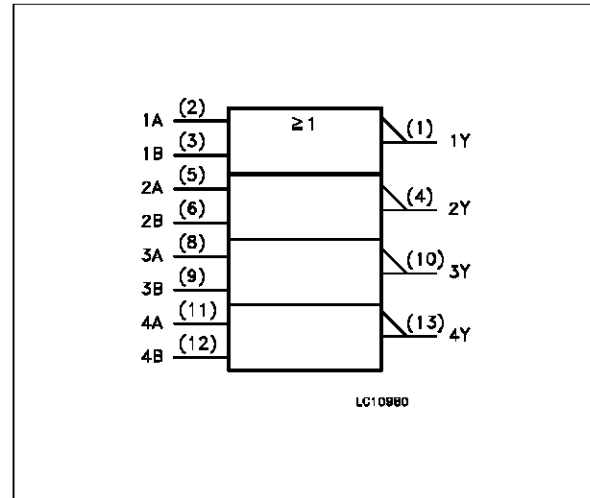 1A (2) ≥1 (1) 1Y
1B (3)
2A (5) (4) 2Y
2B (6)
3A (8) (10) 3Y
3B (9)
4A (11) (13) 4Y
4B (12)
LC10980